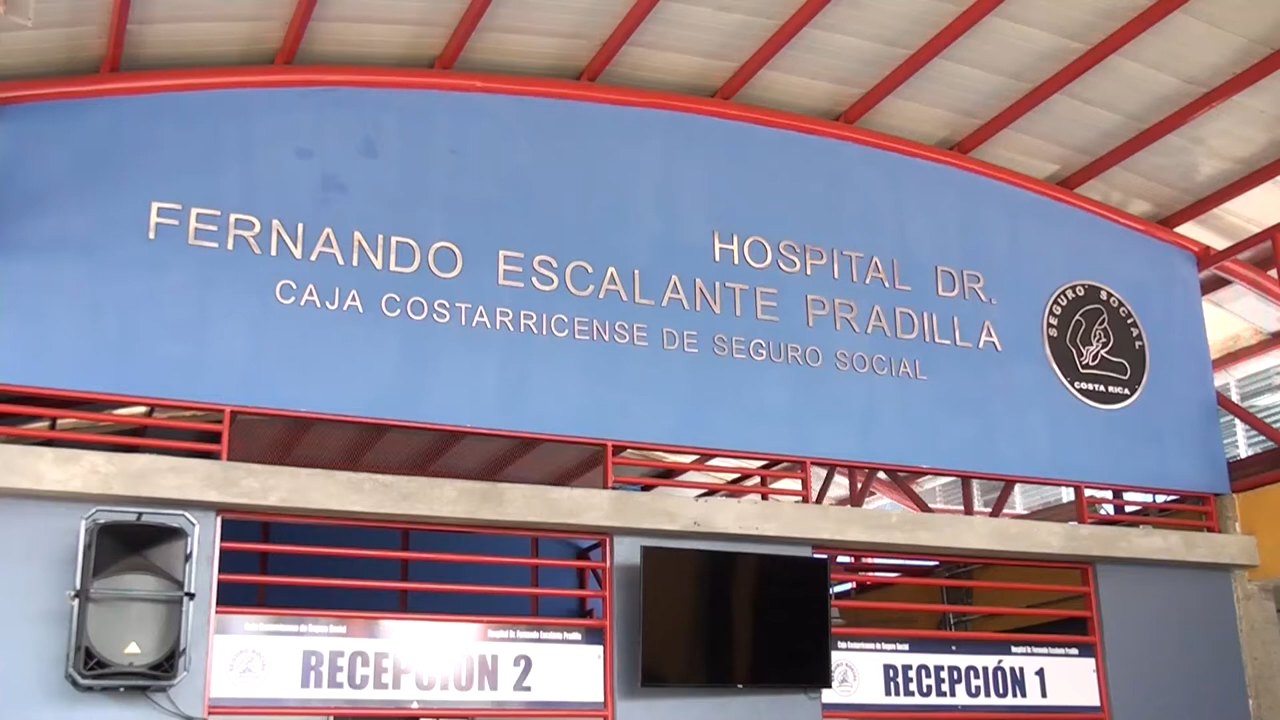 HOSPITAL DR.
FERNANDO ESCALANTE PRADILLA
CAJA COSTARRICENSE DE SEGURO SOCIAL
SEGURO SOCIAL
COSTA RICA
Caja Costarricense de Seguro Social
Hospital Dr. Fernando Escalante Pradilla
RECEPCIÓN 2
Caja Costarricense de Seguro Social
Hospital Dr. Fernando Escalante Pradilla
RECEPCIÓN 1